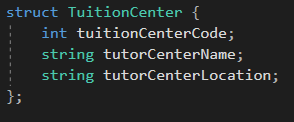 struct TuitionCenter {
    int tuitionCenterCode;
    string tutorCenterName;
    string tutorCenterLocation;
};